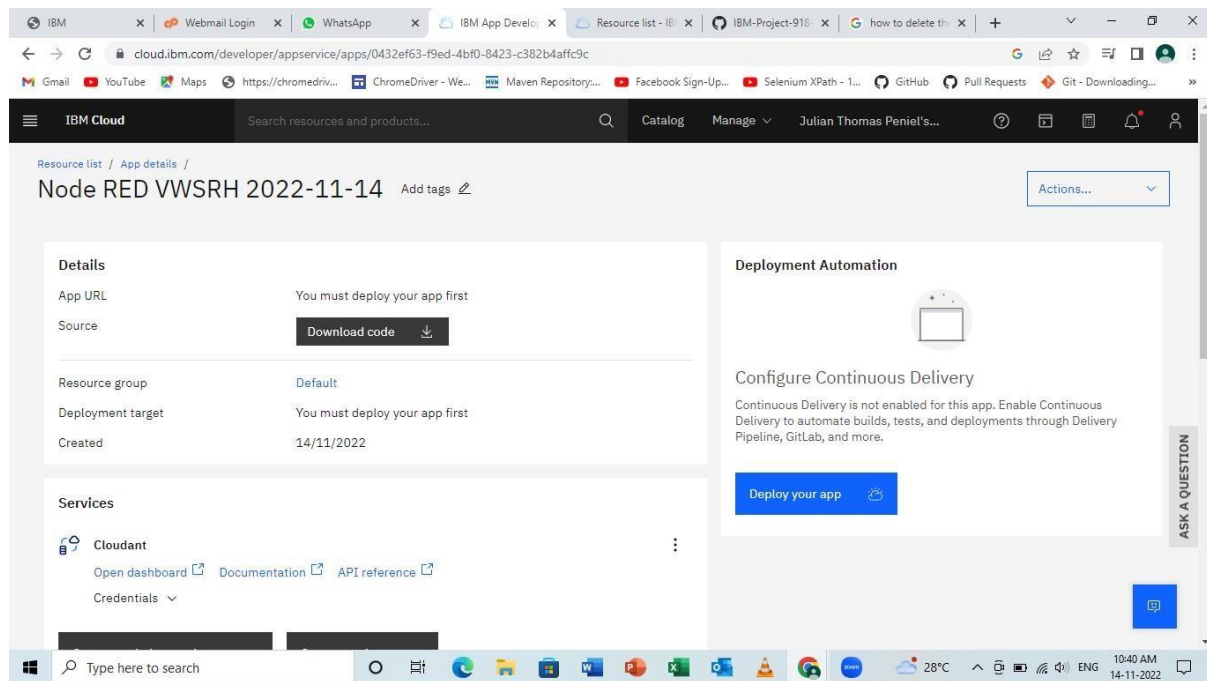 IBM
Webmail Login
WhatsApp
IBM App Develo
Resource list - IB
IBM-Project-918-
how to delete th
cloud.ibm.com/developer/appservice/apps/0432ef63-f9ed-4bf0-8423-c382b4affc9c
Gmail YouTube Maps https://chromedriv... ChromeDriver - We... Maven Repository:... Facebook Sign-Up... Selenium XPath - 1... GitHub Pull Requests Git - Downloading... »
IBM Cloud Search resources and products... Catalog Manage Julian Thomas Peniel's...
Resource list / App details /
Node RED VWSRH 2022-11-14 Add tags
Actions...
Details
App URL You must deploy your app first
Source Download code
Resource group Default
Deployment target You must deploy your app first
Created 14/11/2022
Services
Cloudant
Open dashboard Documentation API reference
Credentials
Deployment Automation
Configure Continuous Delivery
Continuous Delivery is not enabled for this app. Enable Continuous
Delivery to automate builds, tests, and deployments through Delivery
Pipeline, GitLab, and more.
Deploy your app
ASK A QUESTION
Type here to search
28°C ENG 10:40 AM
14-11-2022